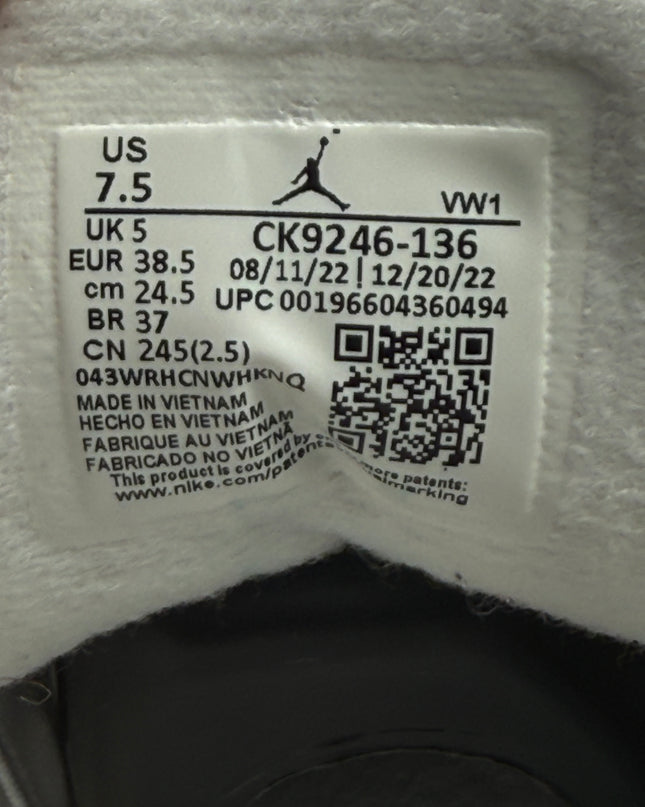 US
7.5
VW1
UK 5
CK9246-136
EUR 38.5
08/11/22 | 12/20/22
cm 24.5
UPC 00196604360494
BR 37
CN 245(2.5)
043WRHCNWHKNQ
MADE IN VIETNAM
HECHO EN VIETNAM
FABRIQUE AU VIETNAM
FABRICADO NO VIETNÃ
This product is covered by more patents:
www.nike.com/patent